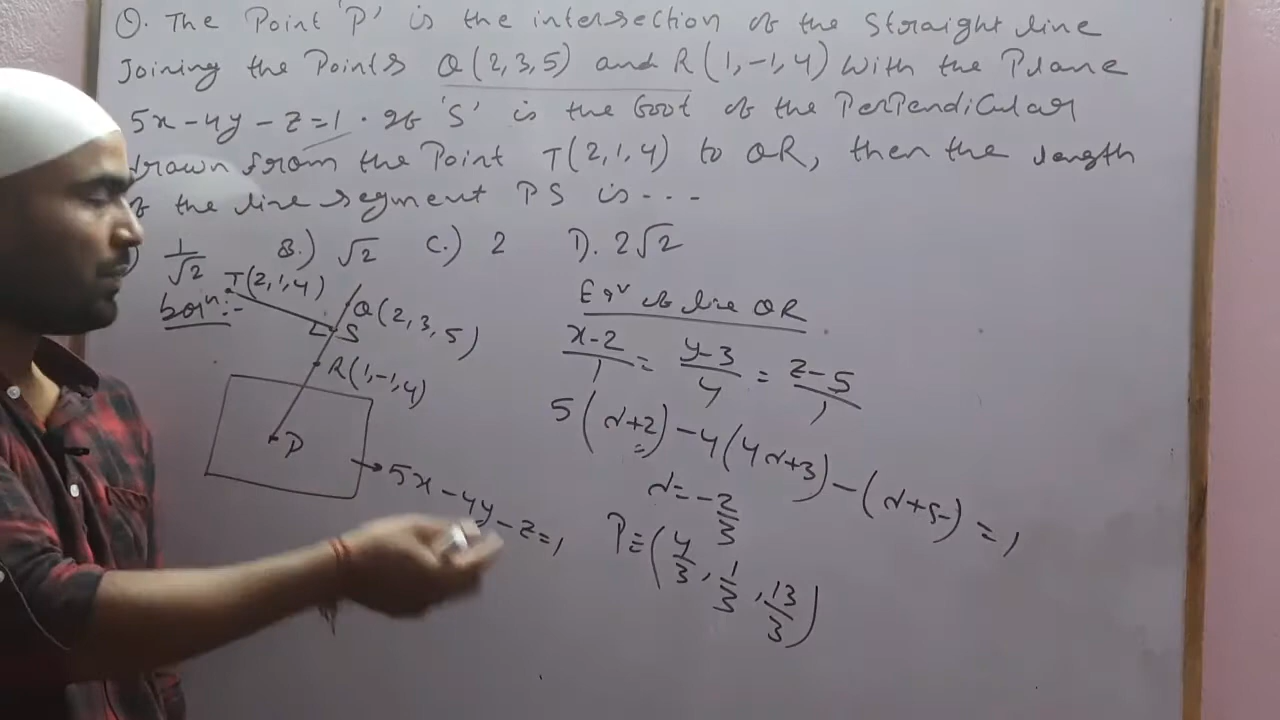 Q. The Point 'P' is the intersection of the Straight line
Joining the Points Q(2,3,5) and R(1,-1,4) with the Plane
5x-4y-z=1. If 'S' is the foot of the Perpendicular
drawn from the Point T(2,1,4) to QR, then the length
of the line segment PS is...
) 1/√2 B.) √2 C.) 2 D). 2√2
Solⁿ:-
T(2,1,4)
Q(2,3,5)
S
R(1,-1,4)
P
5x-4y-z=1
Eqⁿ of line QR
x-2/1 = y-3/4 = z-5/1
5(λ+2)-4(4λ+3)-(λ+5)=1
λ=-2/3
P≡(4/3, 1/3, 13/3)